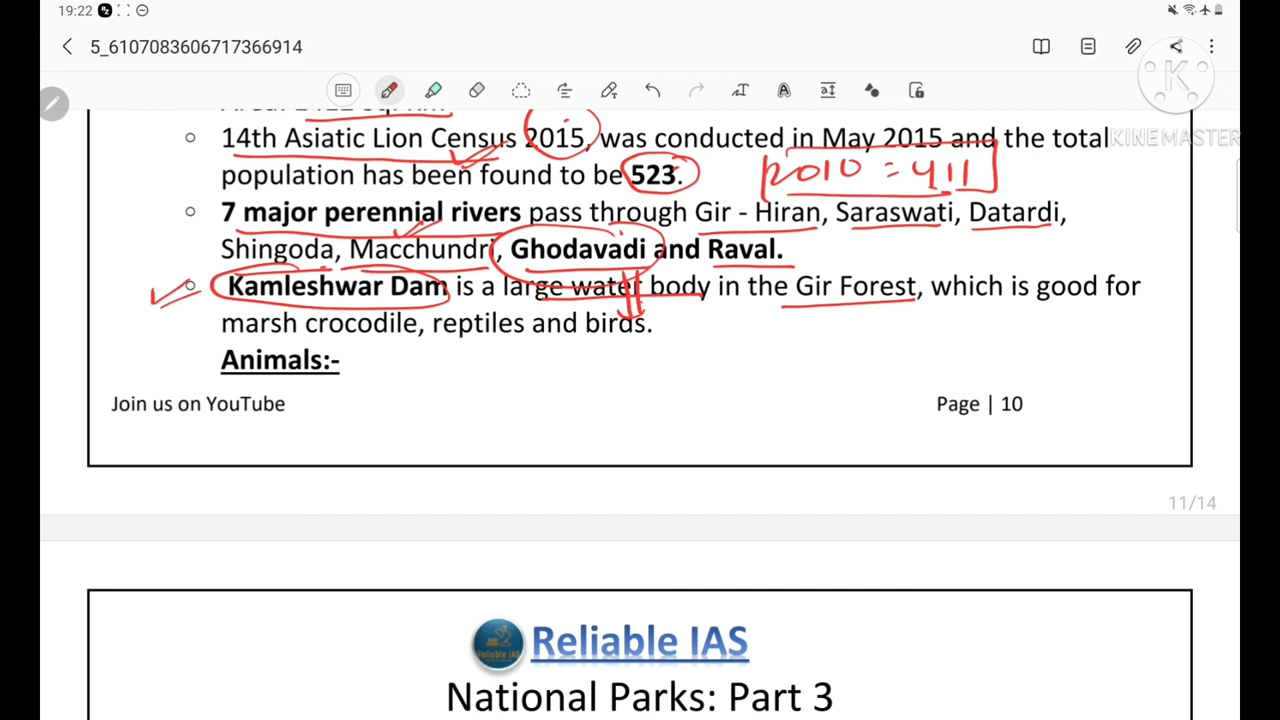 19:22
5_6107083606717366914
KINEMASTER
14th Asiatic Lion Census 2015, was conducted in May 2015 and the total
population has been found to be 523.
2010 = 411
7 major perennial rivers pass through Gir - Hiran, Saraswati, Datardi,
Shingoda, Macchundri, Ghodavadi and Raval.
Kamleshwar Dam is a large water body in the Gir Forest, which is good for
marsh crocodile, reptiles and birds.
Animals:-
Join us on YouTube
Page | 10
11/14
Reliable IAS
National Parks: Part 3